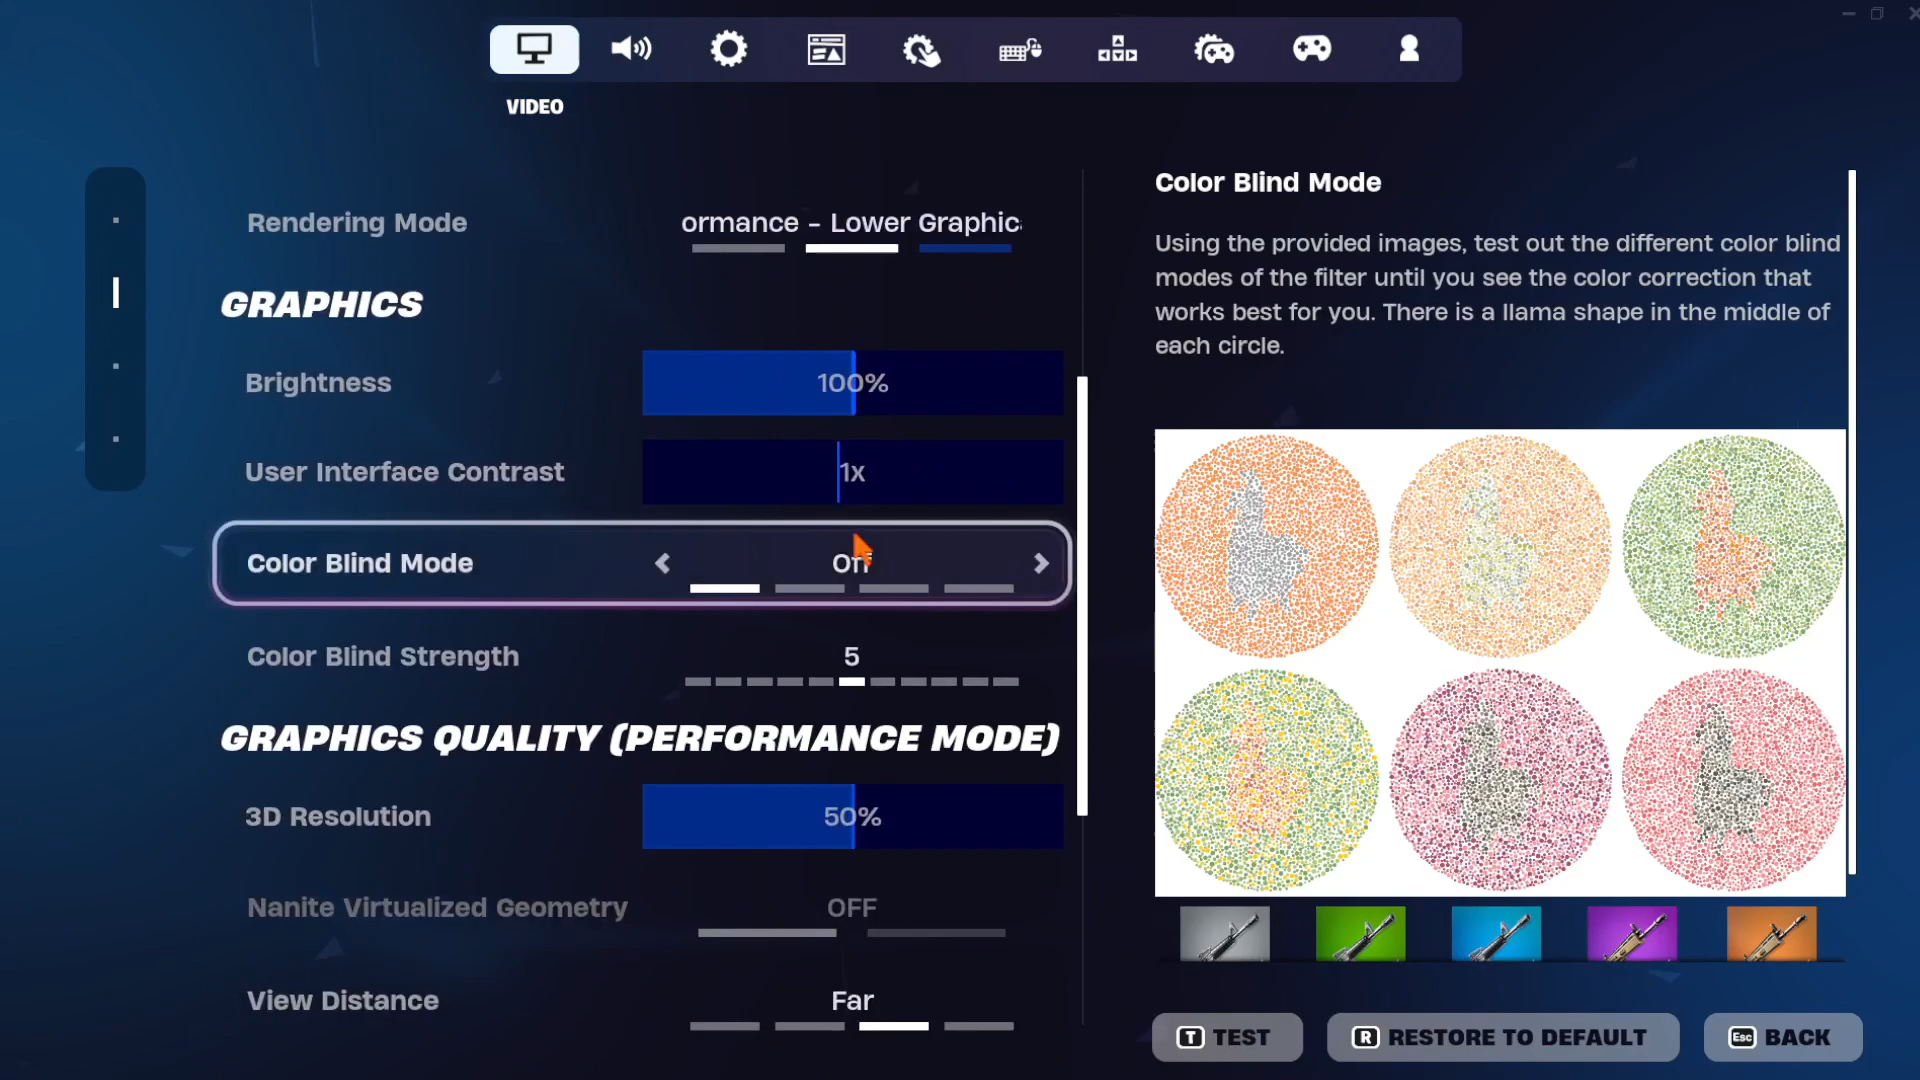 VIDEO
Rendering Mode
ormance - Lower Graphic
GRAPHICS
Brightness
100%
User Interface Contrast
1x
Color Blind Mode
Off
Color Blind Strength
5
GRAPHICS QUALITY (PERFORMANCE MODE)
3D Resolution
50%
Nanite Virtualized Geometry
OFF
View Distance
Far
Color Blind Mode
Using the provided images, test out the different color blind
modes of the filter until you see the color correction that
works best for you. There is a llama shape in the middle of
each circle.
T TEST
R RESTORE TO DEFAULT
Esc BACK